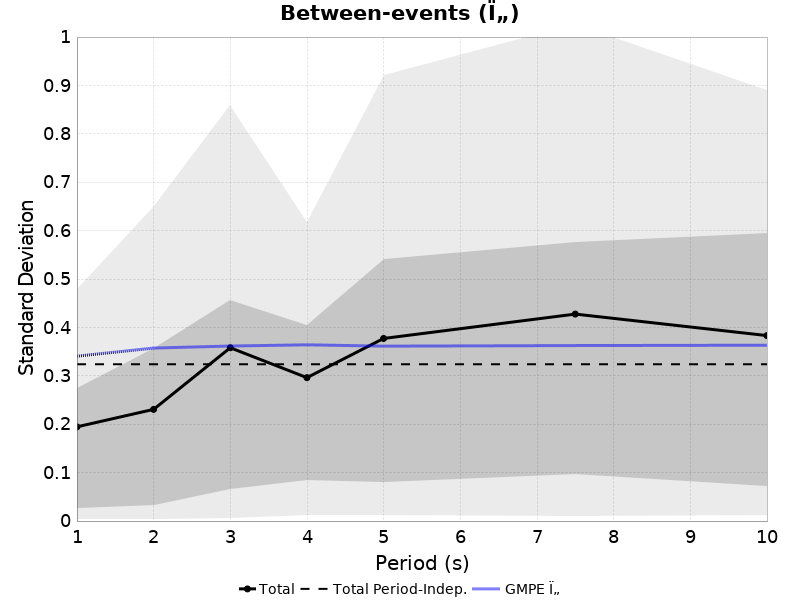 Between-events (Ï„)
1
0.9
0.8
0.7
0.6
0.5
0.4
0.3
0.2
0.1
0
Standard Deviation
1 2 3 4 5 6 7 8 9 10
Period (s)
Total Total Period-Indep. GMPE Ï„